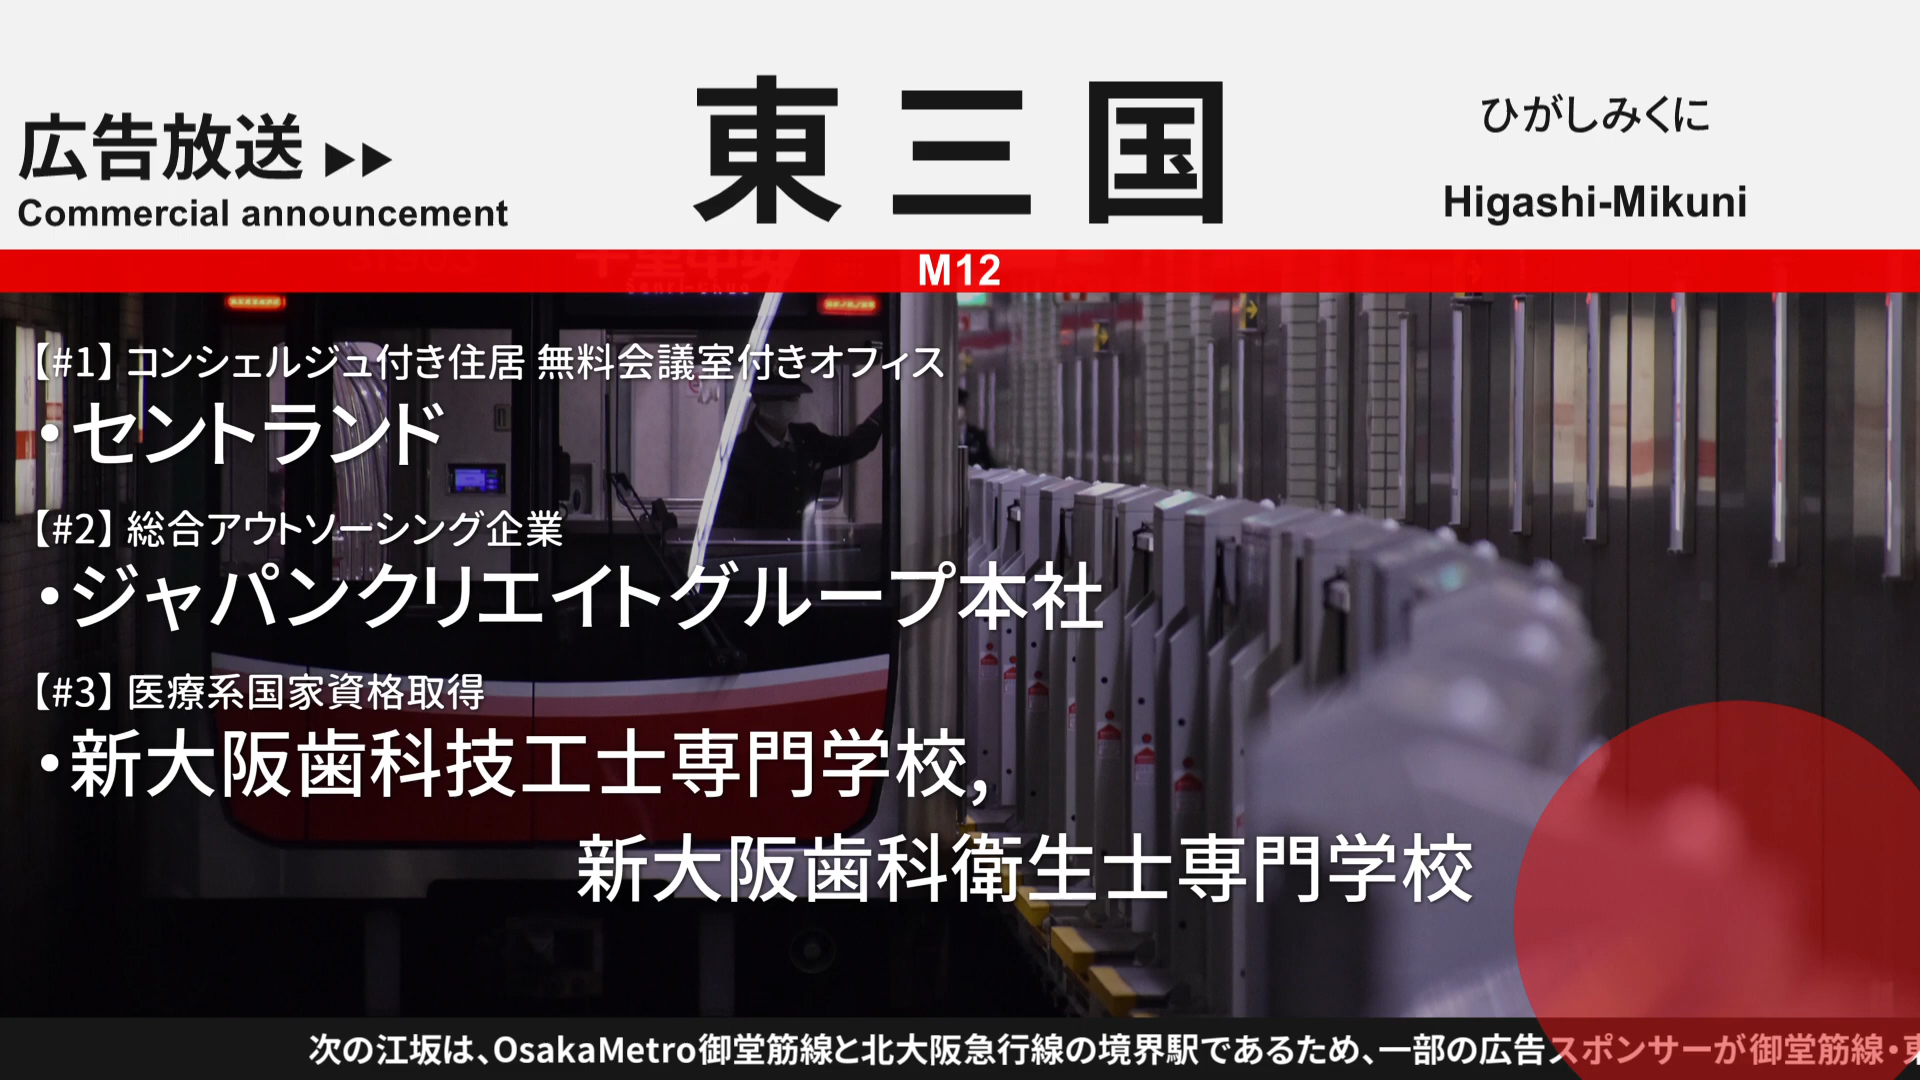 広告放送 ▶▶
Commercial announcement
東三国
ひがしみくに
Higashi-Mikuni
M12
【#1】コンシェルジュ付き住居 無料会議室付きオフィス
・セントランド
【#2】総合アウトソーシング企業
・ジャパンクリエイトグループ本社
【#3】医療系国家資格取得
・新大阪歯科技工士専門学校,
新大阪歯科衛生士専門学校
次の江坂は、OsakaMetro御堂筋線と北大阪急行線の境界駅であるため、一部の広告スポンサーが御堂筋線・東